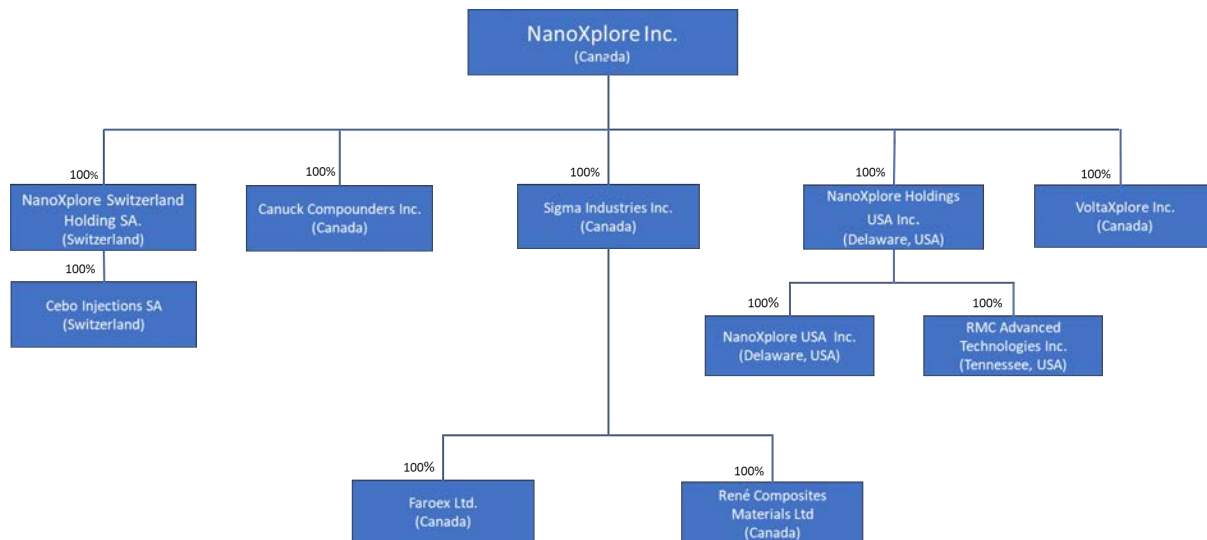 NanoXplore Inc.
(Canada)
100%
NanoXplore Switzerland
Holding SA.
(Switzerland)
100%
Canuck Compounders Inc.
(Canada)
100%
Sigma Industries Inc.
(Canada)
100%
NanoXplore Holdings
USA Inc.
(Delaware, USA)
100%
VoltaXplore Inc.
(Canada)
100%
Cebo Injections SA
(Switzerland)
100%
NanoXplore USA Inc.
(Delaware, USA)
100%
RMC Advanced
Technologies Inc.
(Tennessee, USA)
100%
Faroex Ltd.
(Canada)
100%
René Composites
Materials Ltd
(Canada)